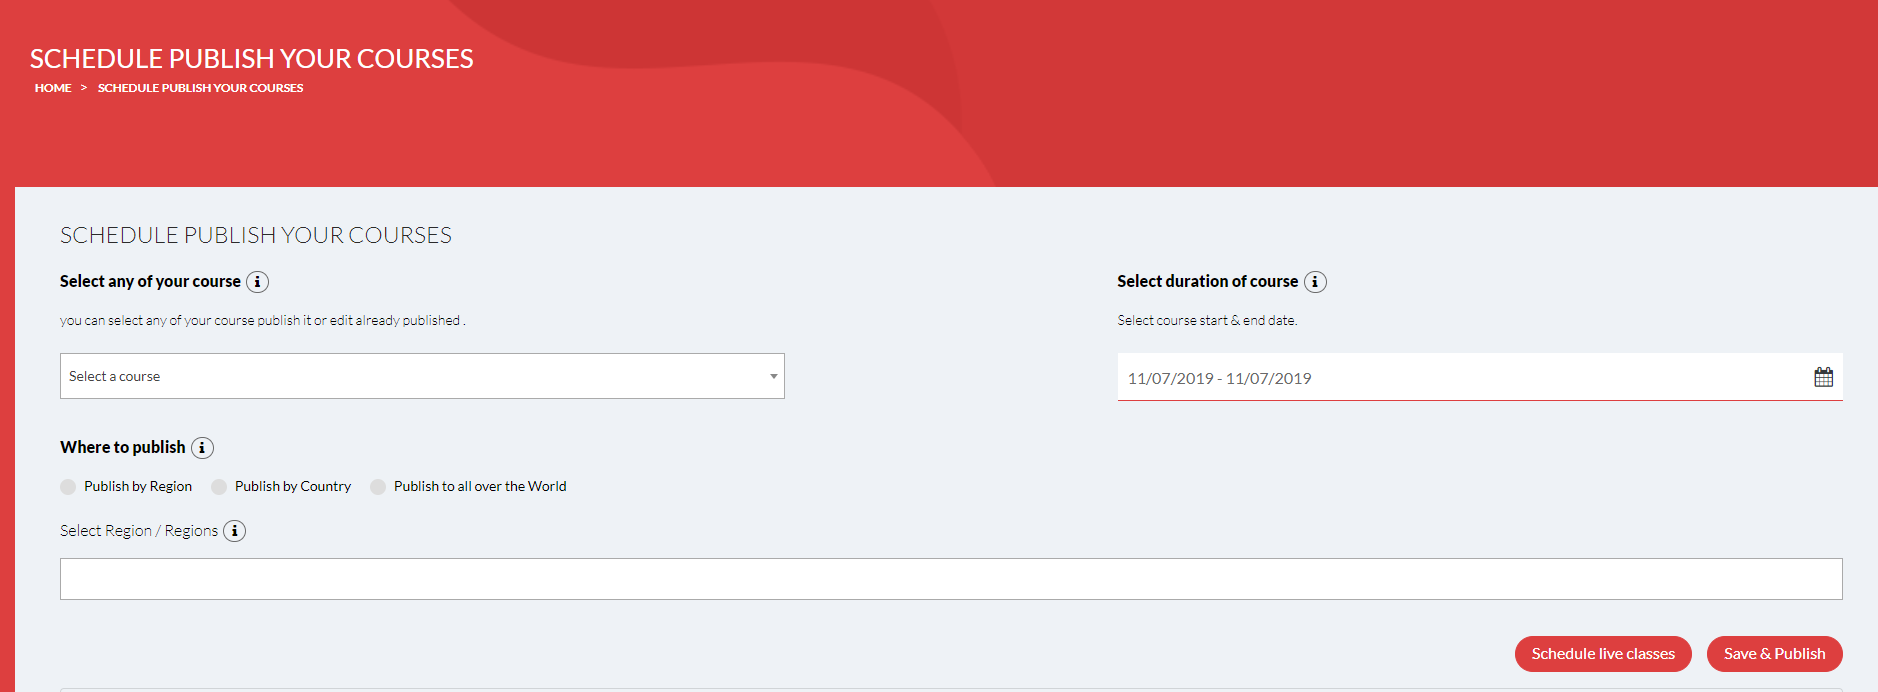 SCHEDULE PUBLISH YOUR COURSES
HOME > SCHEDULE PUBLISH YOUR COURSES
SCHEDULE PUBLISH YOUR COURSES
Select any of your course
you can select any of your course publish it or edit already published .
Select a course
Select duration of course
Select course start & end date.
11/07/2019 - 11/07/2019
Where to publish
Publish by Region Publish by Country Publish to all over the World
Select Region / Regions
Schedule live classes Save & Publish